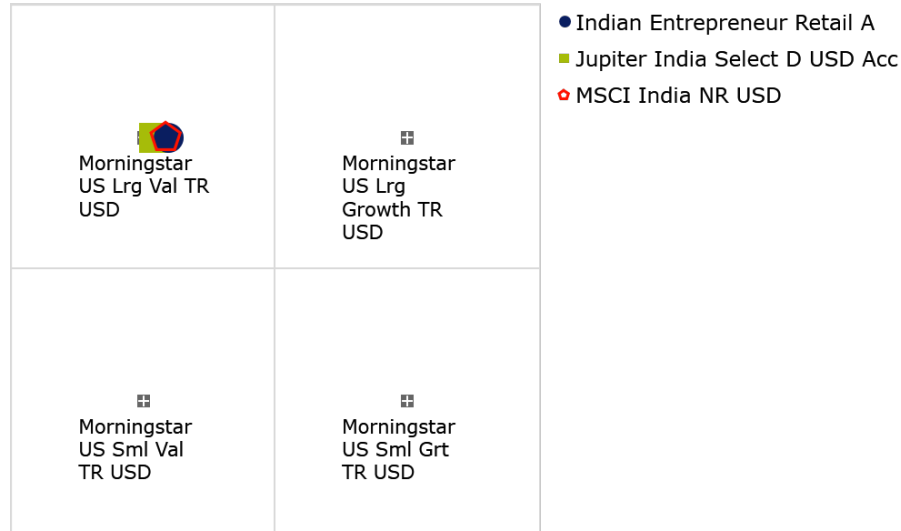 Indian Entrepreneur Retail A
Jupiter India Select D USD Acc
MSCI India NR USD
Morningstar
US Lrg Val TR
USD
Morningstar
US Lrg
Growth TR
USD
Morningstar
US Sml Val
TR USD
Morningstar
US Sml Grt
TR USD